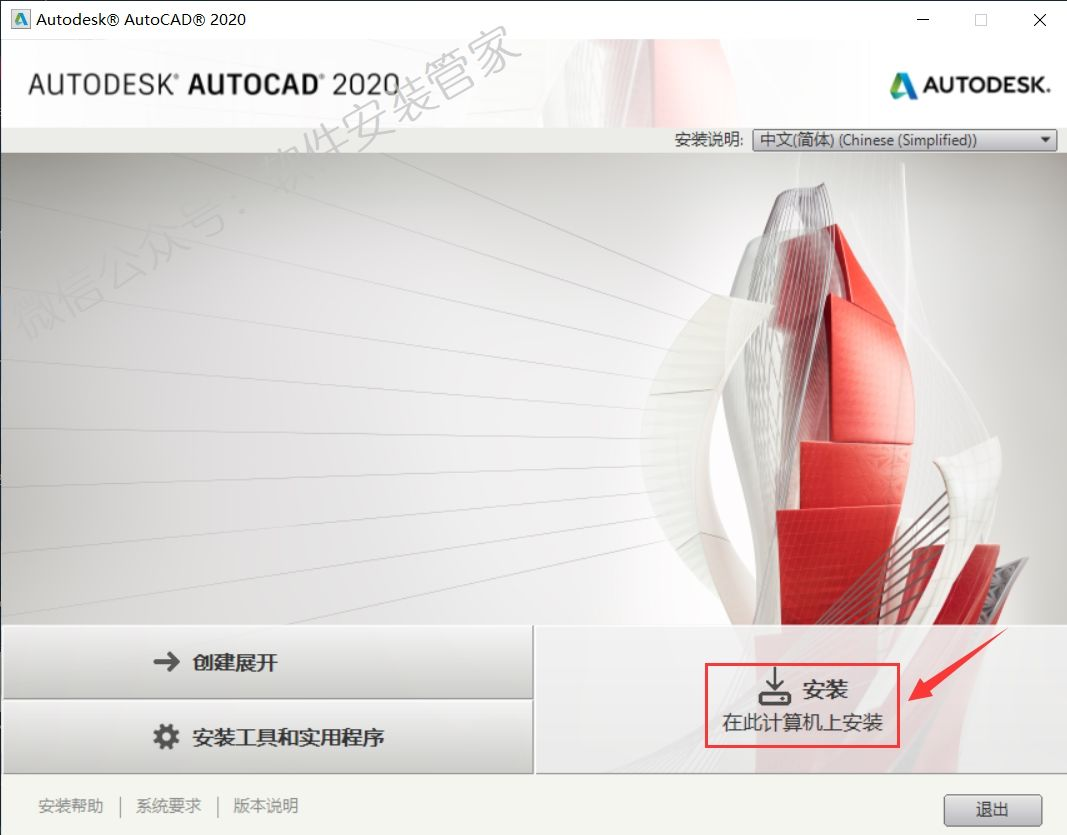 Autodesk® AutoCAD® 2020
AUTODESK® AUTOCAD® 2020
AUTODESK.
安装说明: 中文(简体) (Chinese (Simplified))
微信公众号：软件安装管家
创建展开
安装工具和实用程序
安装
在此计算机上安装
安装帮助 | 系统要求 | 版本说明
退出